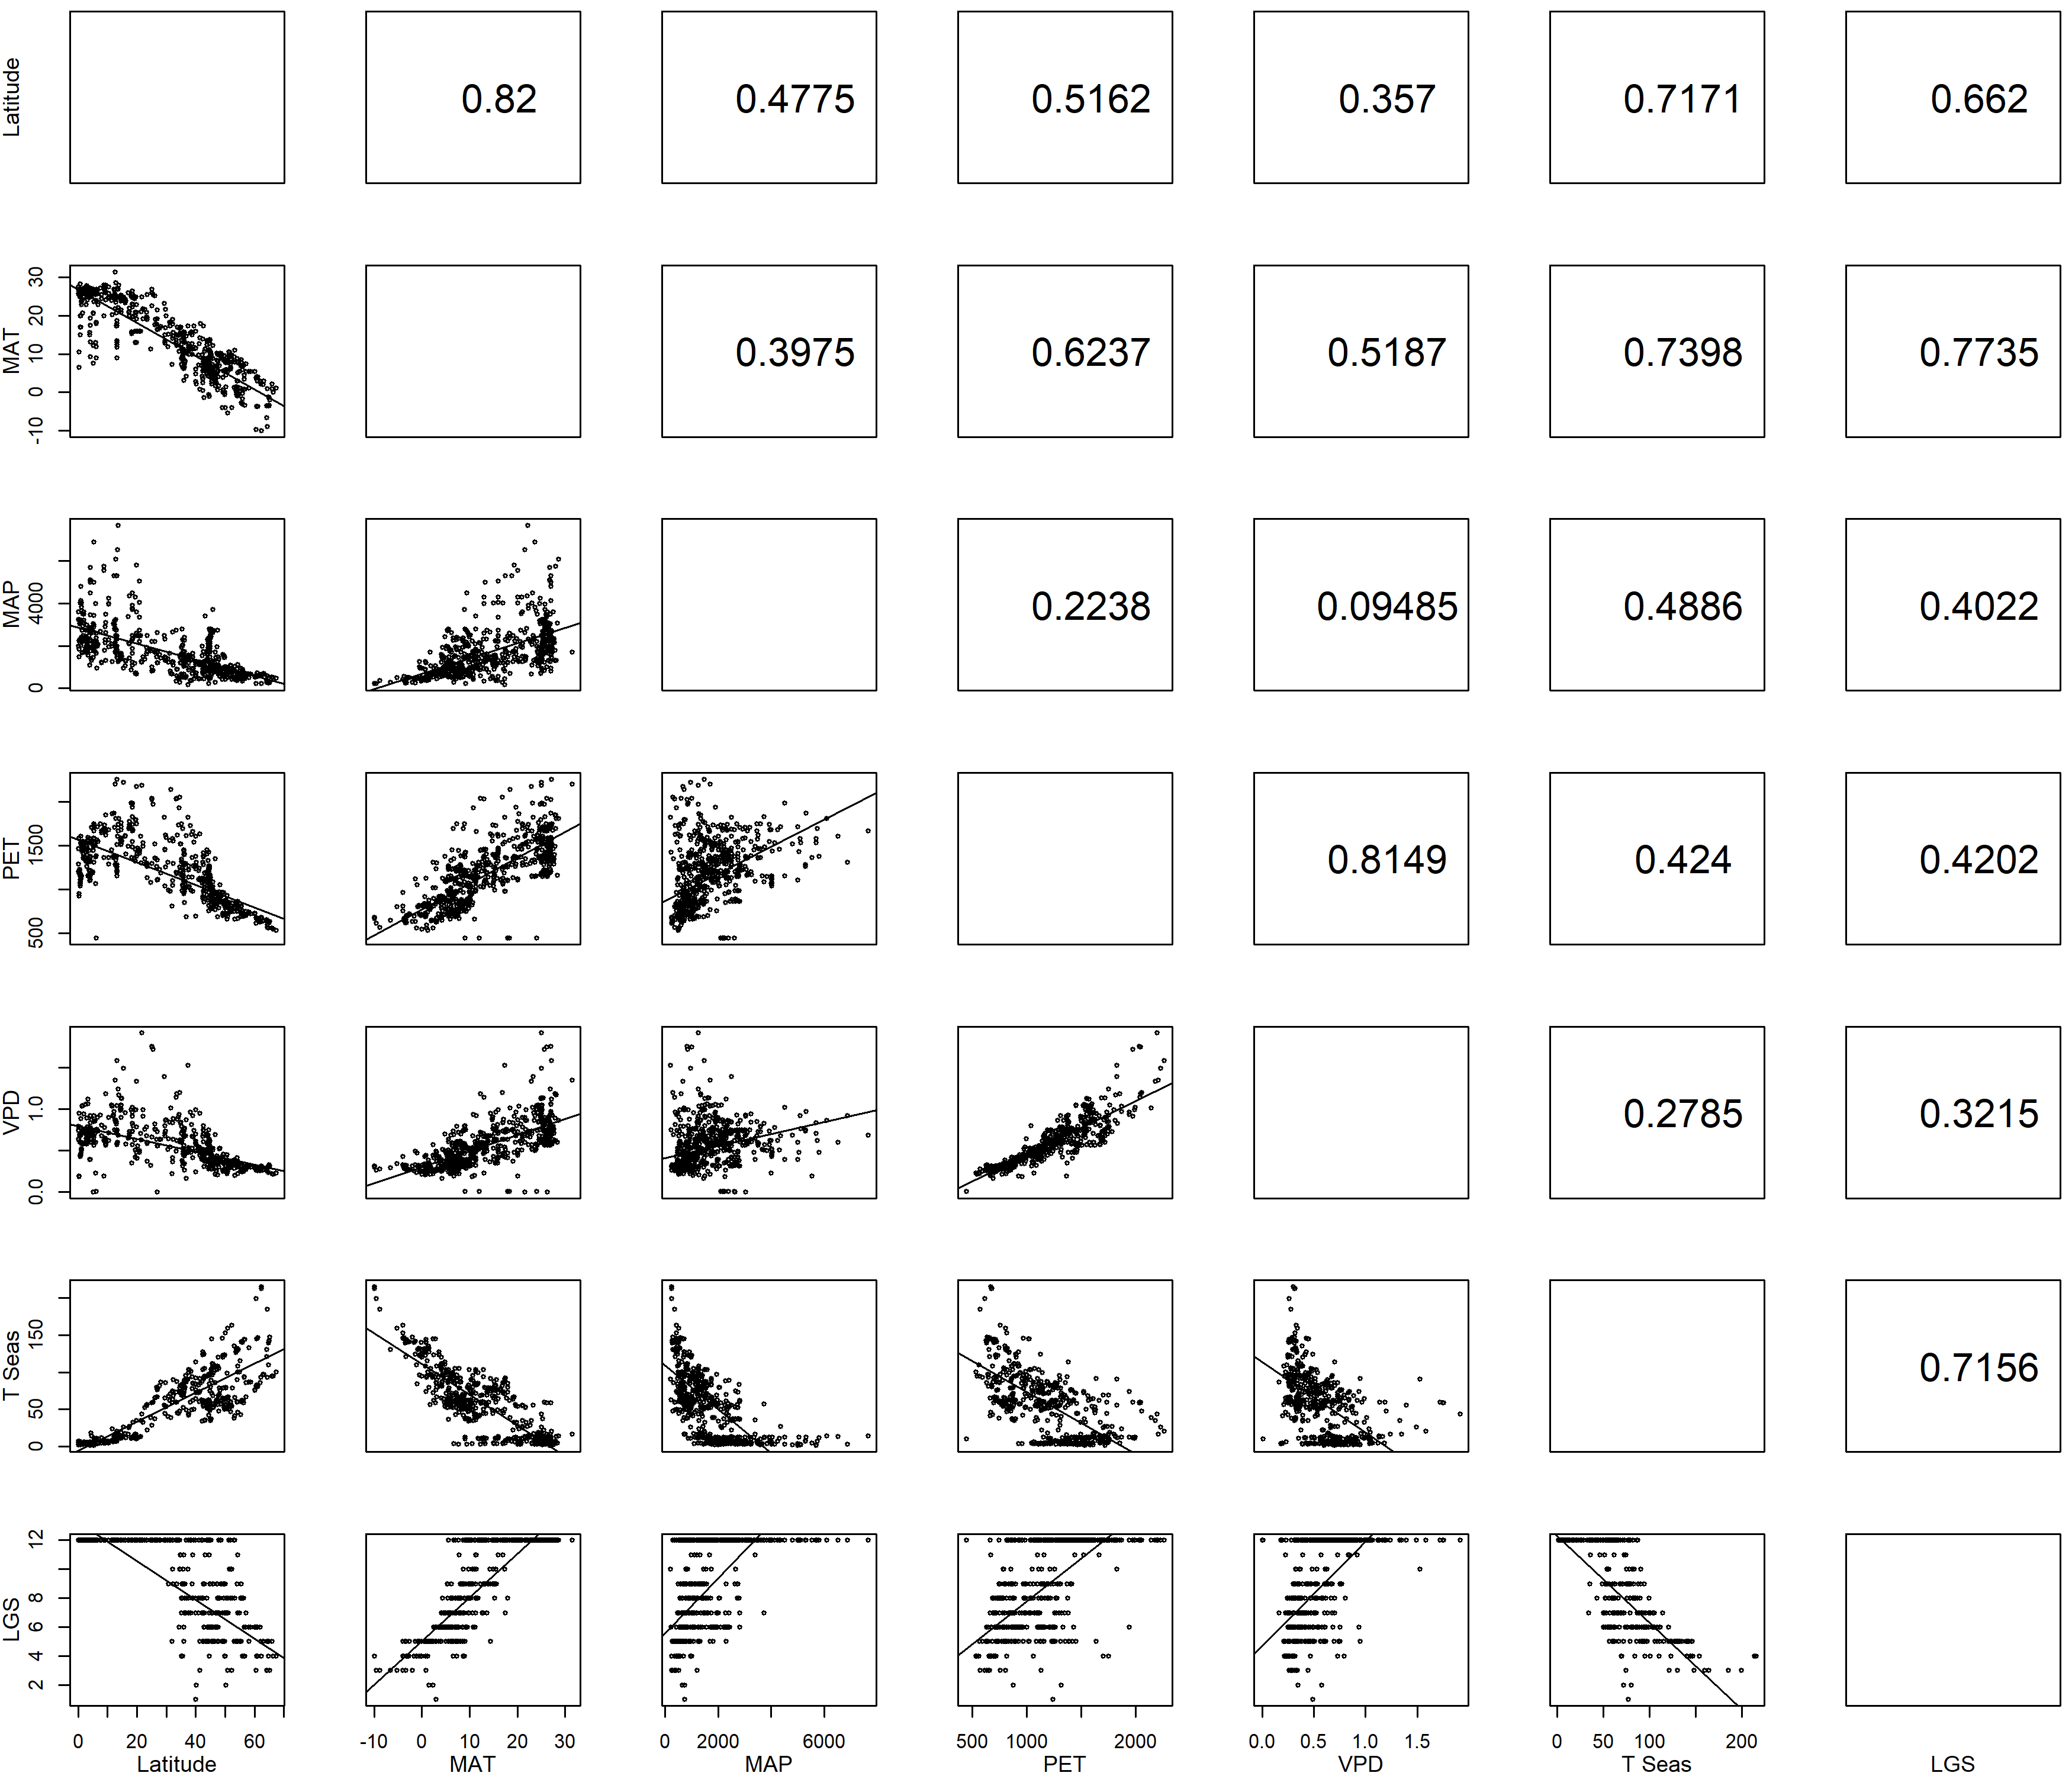 Latitude
0.82 0.4775 0.5162 0.357 0.7171 0.662
MAT
-10 0 10 20 30
0.3975 0.6237 0.5187 0.7398 0.7735
MAP
0 4000
0.2238 0.09485 0.4886 0.4022
PET
500 1500
0.8149 0.424 0.4202
VPD
0.0 1.0
0.2785 0.3215
T Seas
0 50 150
0.7156
LGS
2 4 6 8 12
0 20 40 60 -10 0 10 20 30 0 2000 6000 500 1000 2000 0.0 0.5 1.0 1.5 0 50 100 200
Latitude MAT MAP PET VPD T Seas LGS